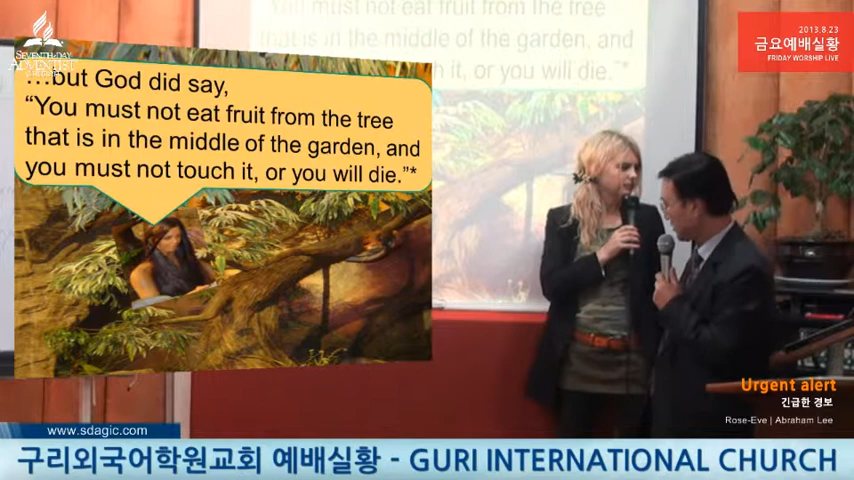 You must not eat fruit from the tree
that is in the middle of the garden, and
you must not touch it, or you will die."*
2013.8.23
금요예배실황
FRIDAY WORSHIP LIVE
SEVENTH-DAY
ADVENTIST
…but God did say,
“You must not eat fruit from the tree
that is in the middle of the garden, and
you must not touch it, or you will die.”*
Urgent alert
긴급한 경보
Rose-Eve | Abraham Lee
www.sdagic.com
구리외국어학원교회 예배실황 - GURI INTERNATIONAL CHURCH